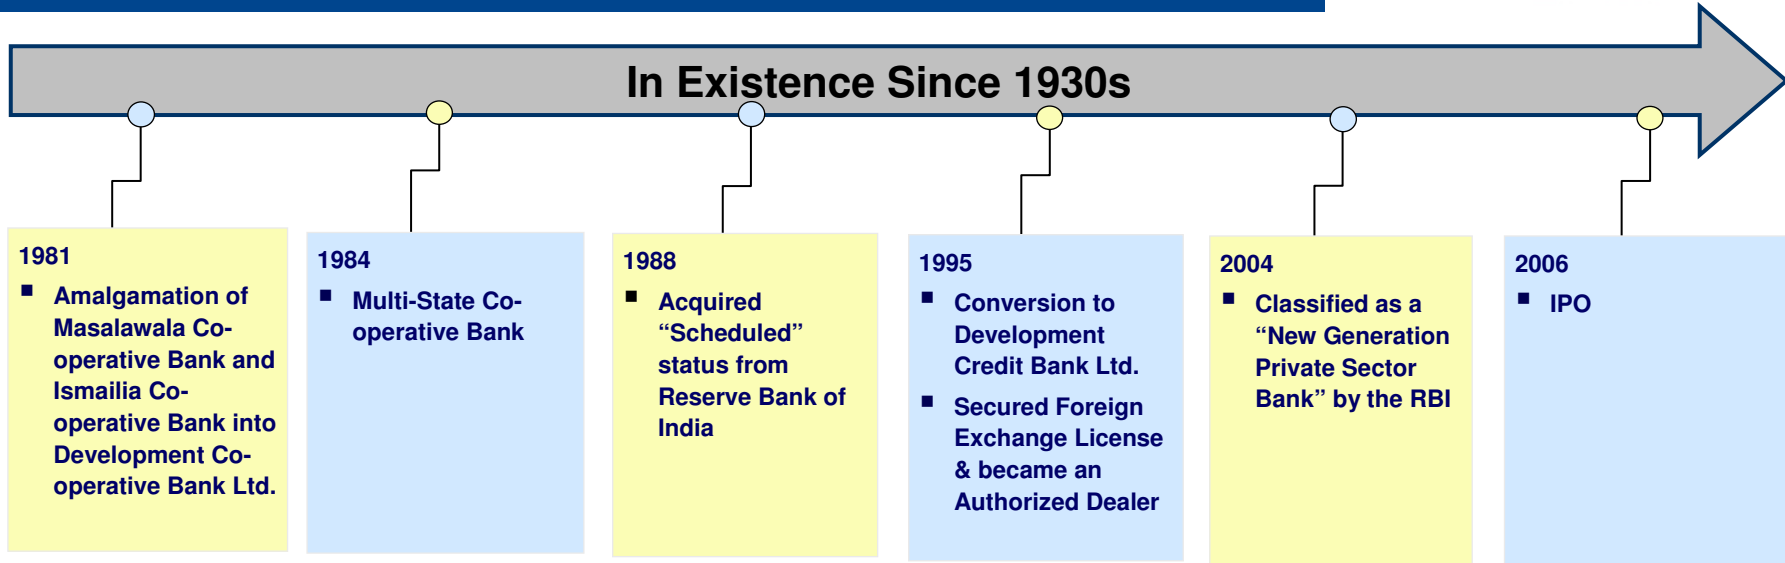 In Existence Since 1930s
1981
▪ Amalgamation of
Masalawala Co-
operative Bank and
Ismailia Co-
operative Bank into
Development Co-
operative Bank Ltd.
1984
▪ Multi-State Co-
operative Bank
1988
▪ Acquired
“Scheduled”
status from
Reserve Bank of
India
1995
▪ Conversion to
Development
Credit Bank Ltd.
▪ Secured Foreign
Exchange License
& became an
Authorized Dealer
2004
▪ Classified as a
“New Generation
Private Sector
Bank” by the RBI
2006
▪ IPO